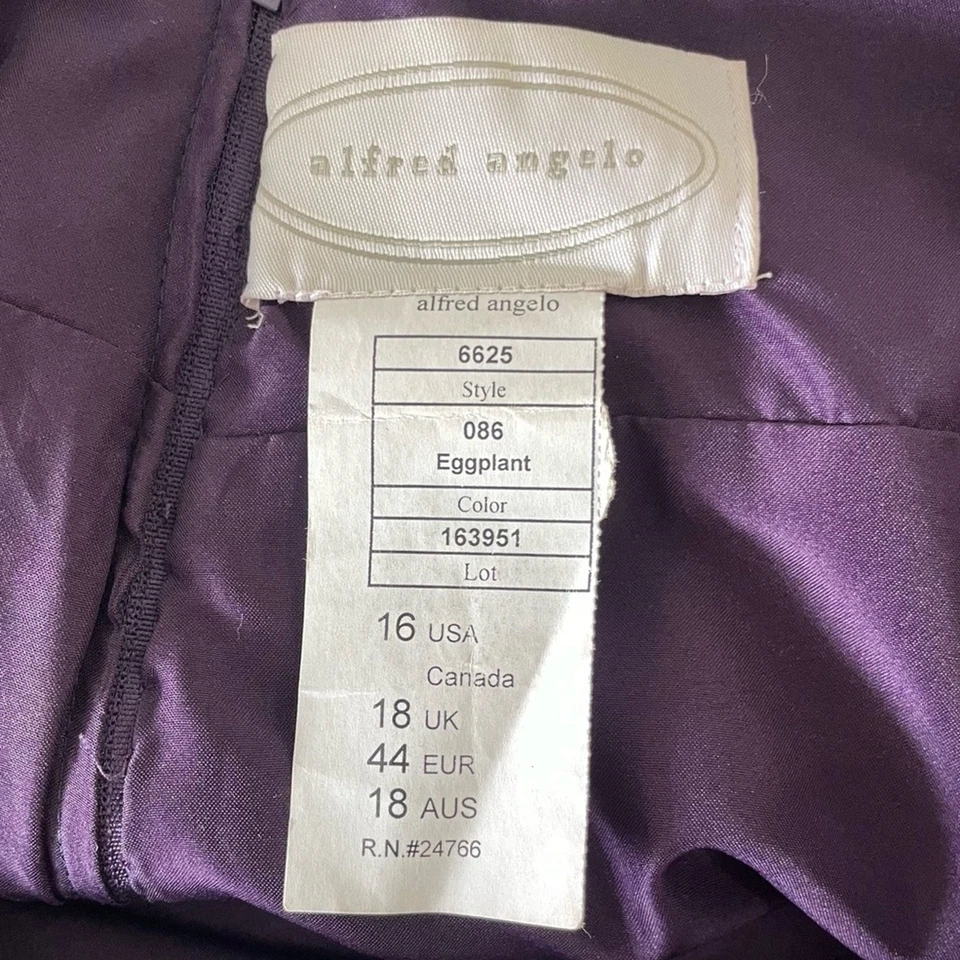 alfred angelo
alfred angelo
6625
Style
086
Eggplant
Color
163951
Lot
16 USA
Canada
18 UK
44 EUR
18 AUS
R.N.#24766